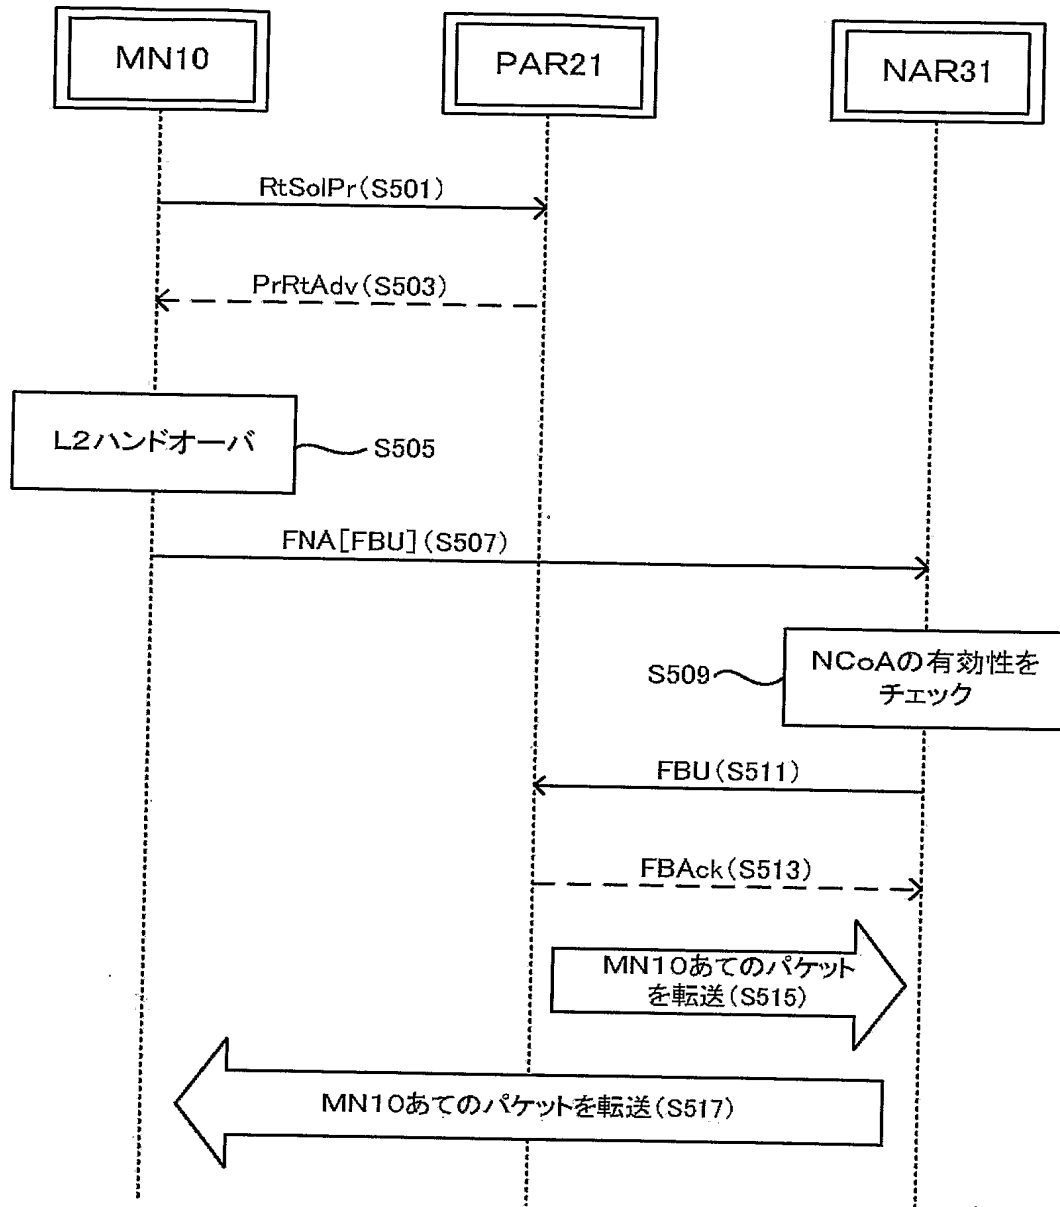 MN10
PAR21
NAR31
RtSolPr(S501)
PrRtAdv(S503)
L2ハンドオーバ
S505
FNA[FBU](S507)
S509
NCoAの有効性を
チェック
FBU(S511)
FBAck(S513)
MN10あてのパケット
を転送(S515)
MN10あてのパケットを転送(S517)